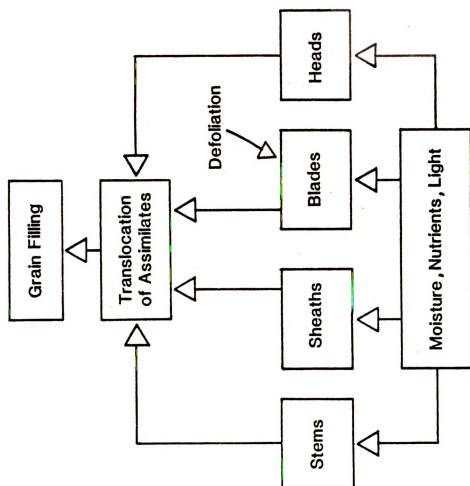 Grain Filling
Translocation
of Assimilates
Defoliation
Stems
Sheaths
Blades
Heads
Moisture, Nutrients, Light